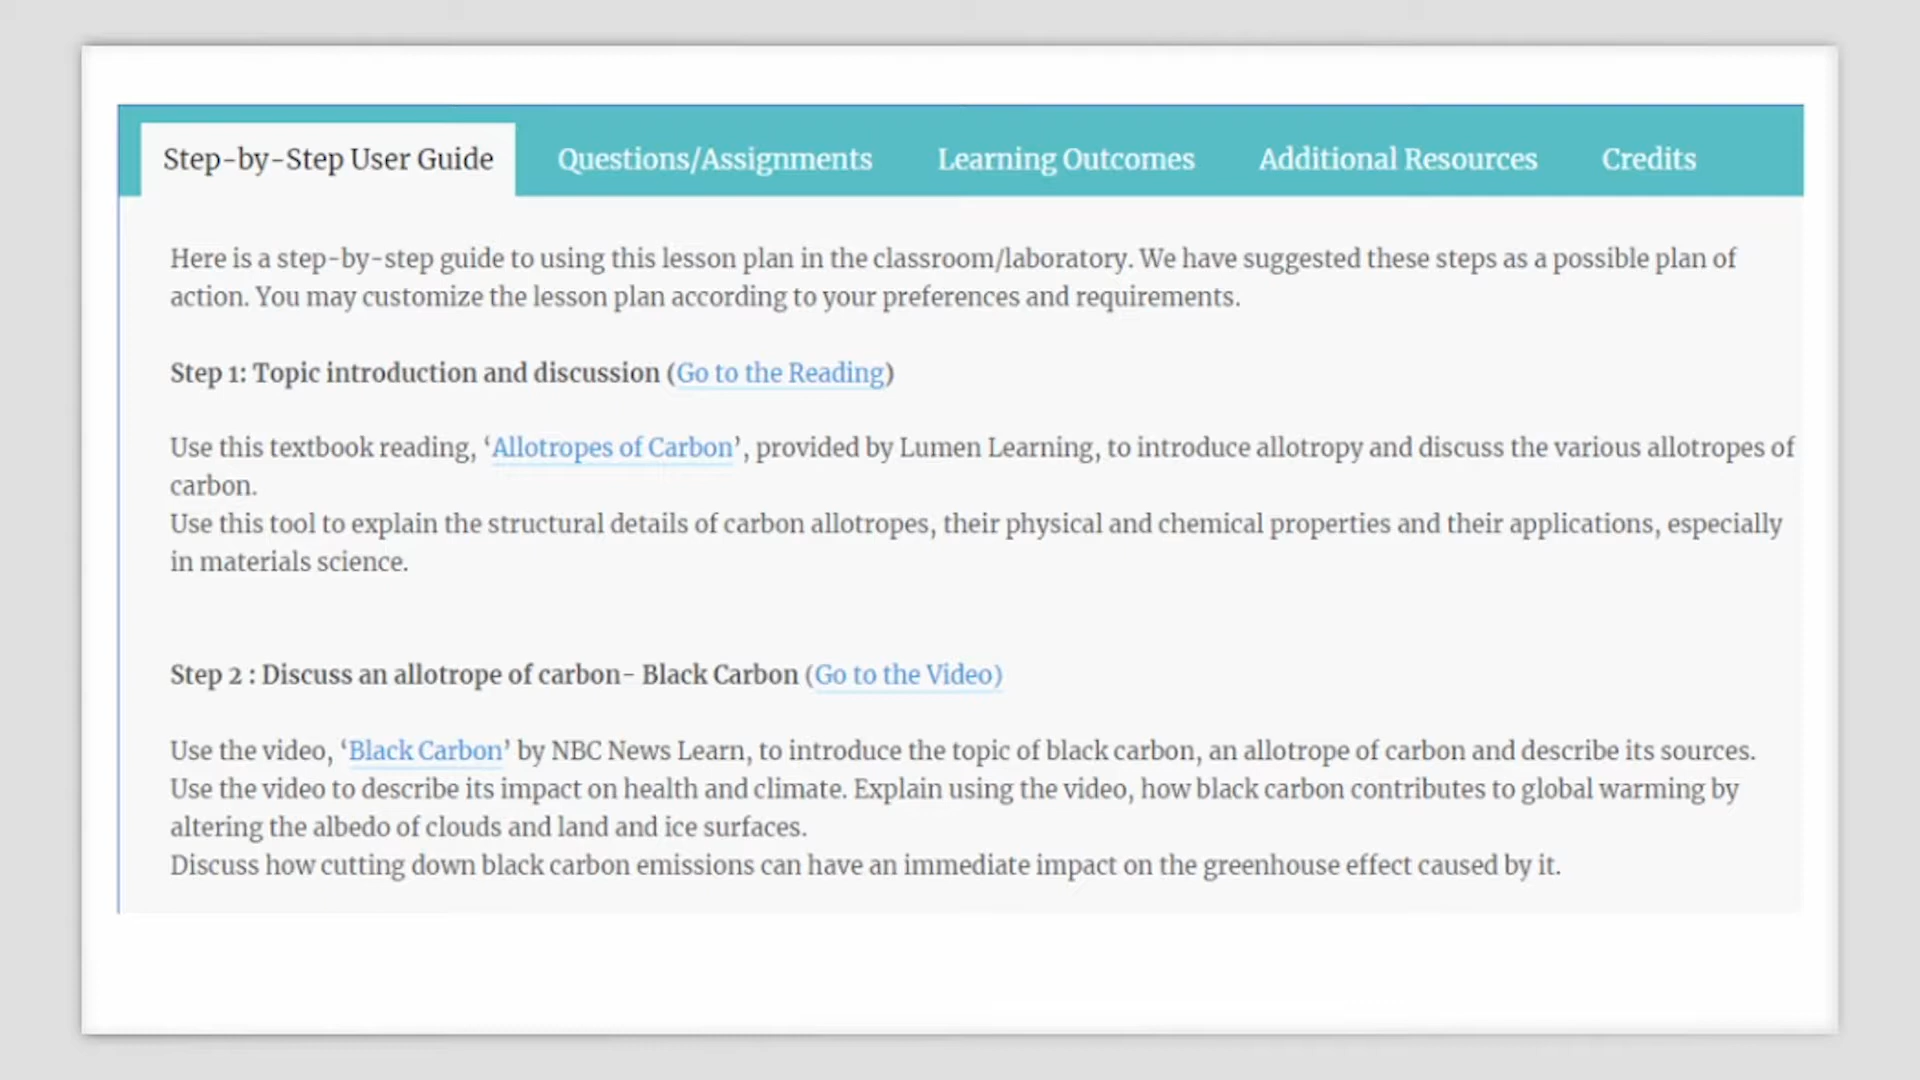 Step-by-Step User Guide Questions/Assignments Learning Outcomes Additional Resources Credits
Here is a step-by-step guide to using this lesson plan in the classroom/laboratory. We have suggested these steps as a possible plan of
action. You may customize the lesson plan according to your preferences and requirements.
Step 1: Topic introduction and discussion (Go to the Reading)
Use this textbook reading, ‘Allotropes of Carbon’, provided by Lumen Learning, to introduce allotropy and discuss the various allotropes of
carbon.
Use this tool to explain the structural details of carbon allotropes, their physical and chemical properties and their applications, especially
in materials science.
Step 2 : Discuss an allotrope of carbon- Black Carbon (Go to the Video)
Use the video, ‘Black Carbon’ by NBC News Learn, to introduce the topic of black carbon, an allotrope of carbon and describe its sources.
Use the video to describe its impact on health and climate. Explain using the video, how black carbon contributes to global warming by
altering the albedo of clouds and land and ice surfaces.
Discuss how cutting down black carbon emissions can have an immediate impact on the greenhouse effect caused by it.